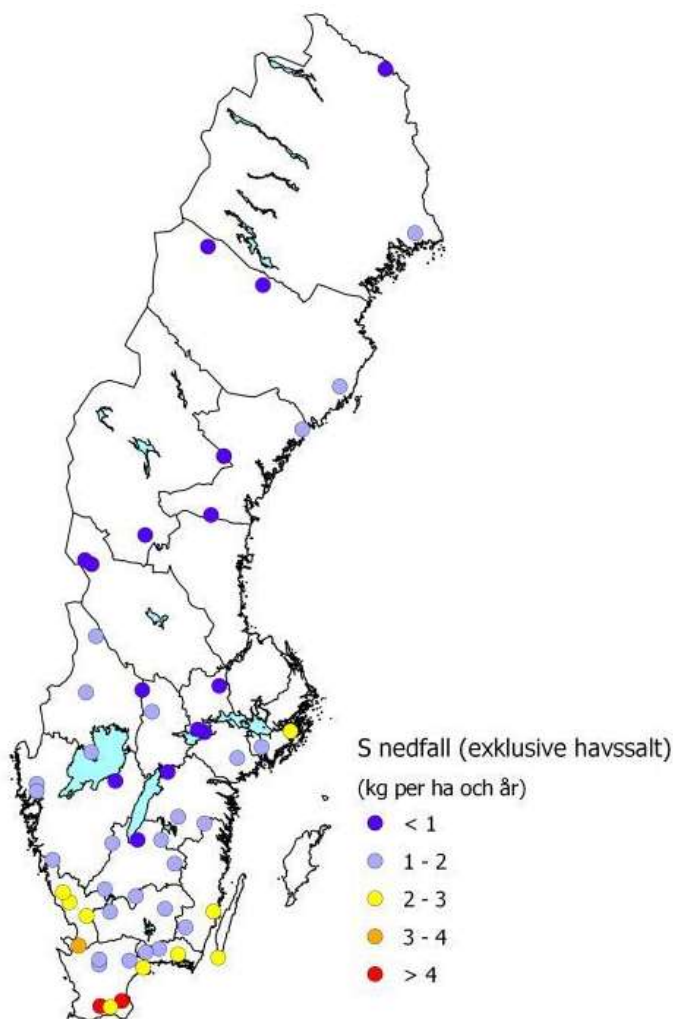 S nedfall (exklusive havssalt)
(kg per ha och år)
< 1
1 - 2
2 - 3
3 - 4
> 4